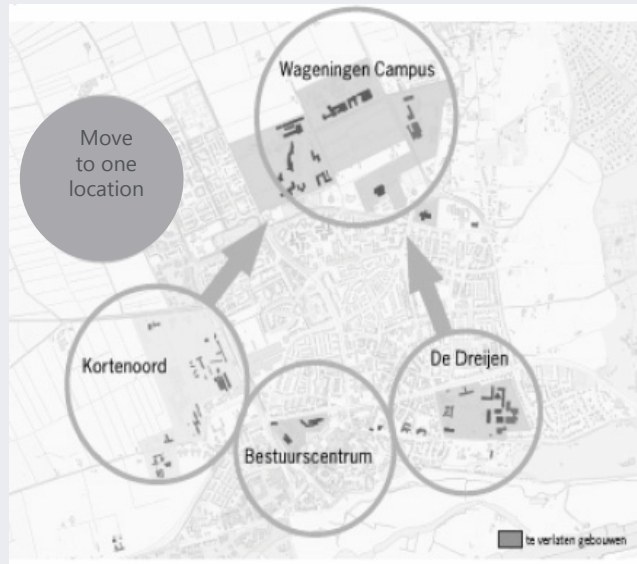 Wageningen Campus
Move
to one
location
Kortenoord
De Dreijen
Bestuurscentrum
te verlaten gebouwen